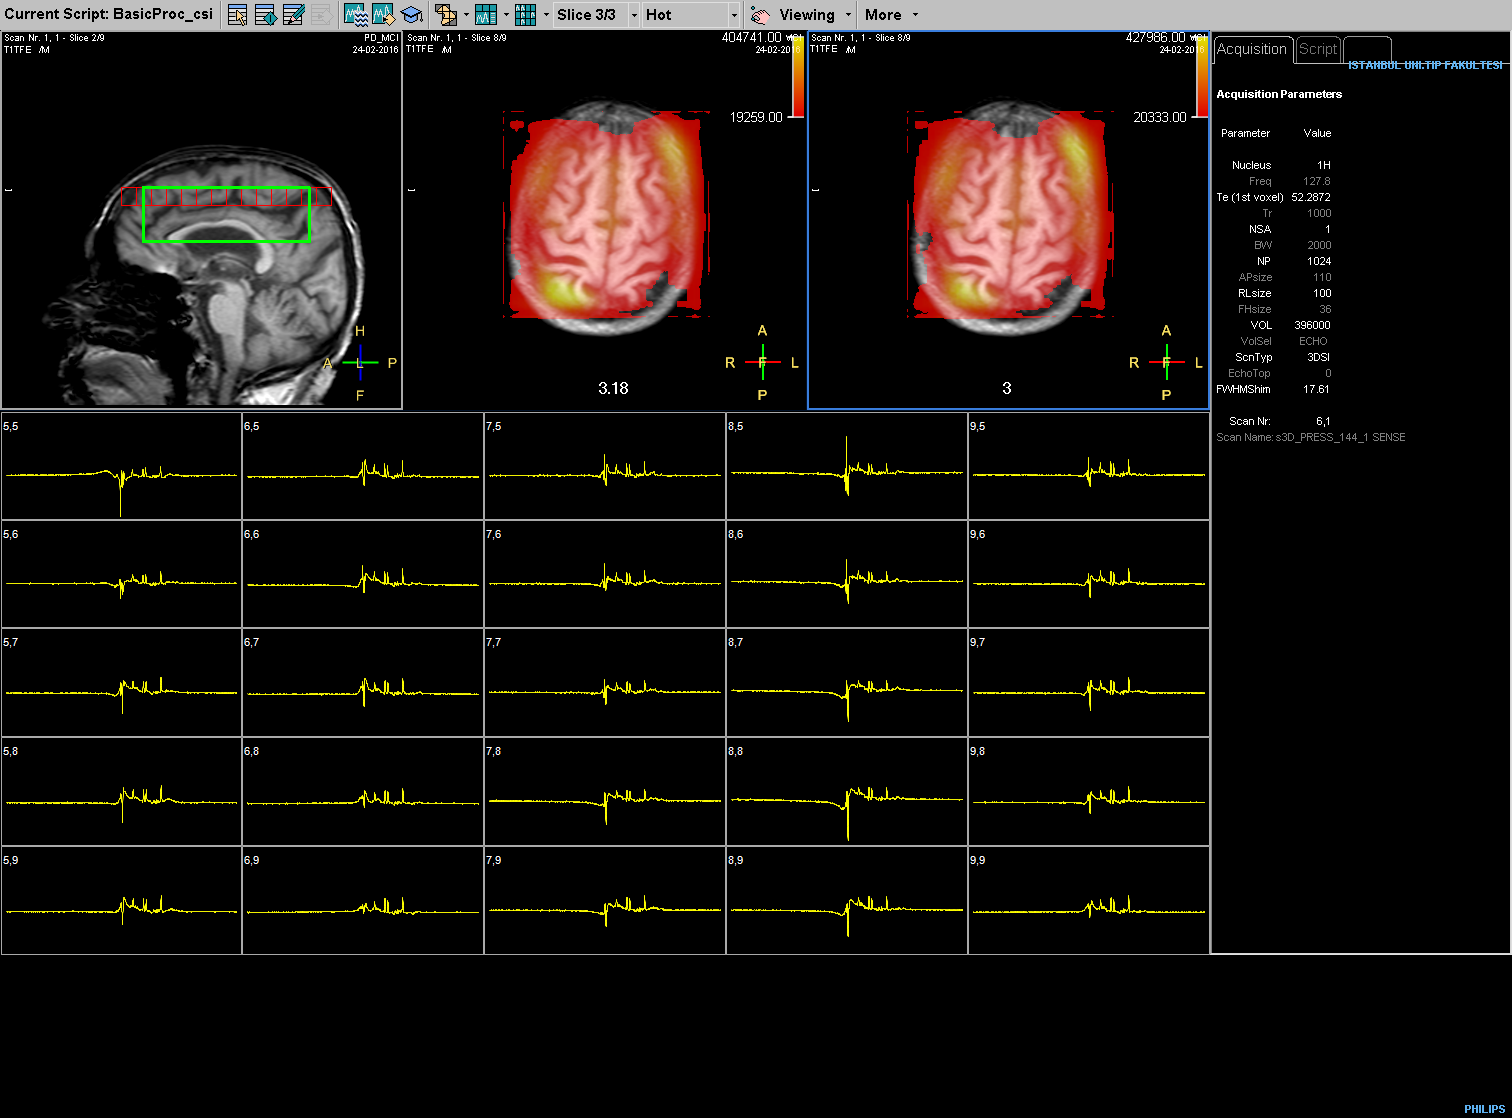 Current Script: BasicProc_csi
Slice 3/3
Hot
Viewing
More
Scan Nr. 1, 1 - Slice 2/9
PD_MCI
T1TFE /M
24-02-2016
H
A L P
F
Scan Nr. 1, 1 - Slice 8/9
404741.00
T1TFE /M
24-02-2016
19259.00
A
R F L
P
3.18
Scan Nr. 1, 1 - Slice 8/9
427986.00
T1TFE /M
24-02-2016
20333.00
A
R F L
P
3
Acquisition Script
ISTANBUL UNI.TIP FAKULTESI
Acquisition Parameters
Parameter Value
Nucleus 1H
Freq 127.8
Te (1st voxel) 52.2872
Tr 1000
NSA 1
BW 2000
NP 1024
APsize 110
RLsize 100
FHsize 36
VOL 396000
VolSel ECHO
ScnTyp 3DSI
EchoTop 0
FWHMShim 17.61
Scan Nr: 6,1
Scan Name: s3D_PRESS_144_1 SENSE
5,5 6,5 7,5 8,5 9,5
5,6 6,6 7,6 8,6 9,6
5,7 6,7 7,7 8,7 9,7
5,8 6,8 7,8 8,8 9,8
5,9 6,9 7,9 8,9 9,9
PHILIPS